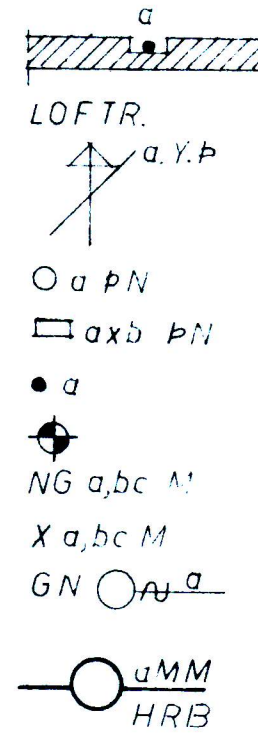 a
LOFTR.
a.Y.Þ
a ÞN
axb ÞN
a
NG a,bc M
X a,bc M
GN a
aMM
HRB